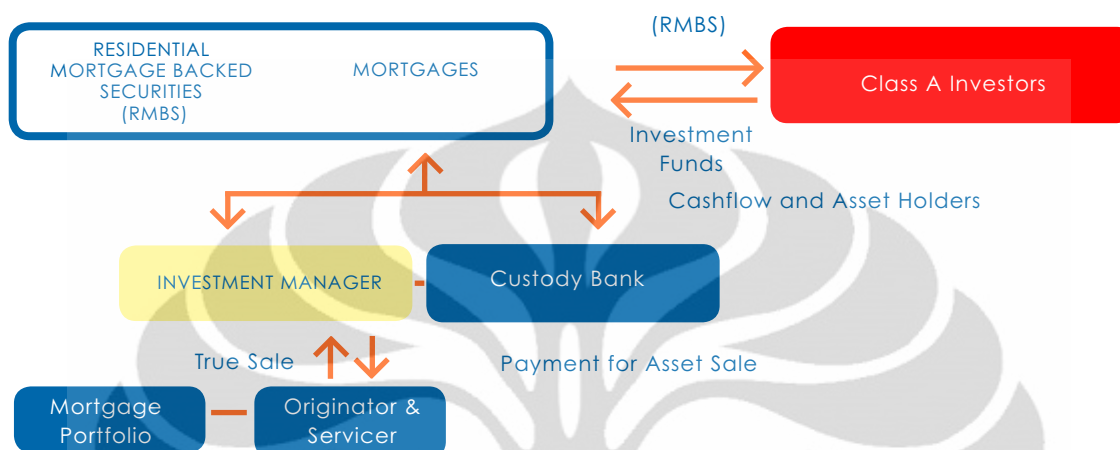 (RMBS)
RESIDENTIAL
MORTGAGE BACKED
SECURITIES
(RMBS)
MORTGAGES
Class A Investors
Investment
Funds
Cashflow and Asset Holders
INVESTMENT MANAGER
Custody Bank
True Sale
Payment for Asset Sale
Mortgage
Portfolio
Originator &
Servicer